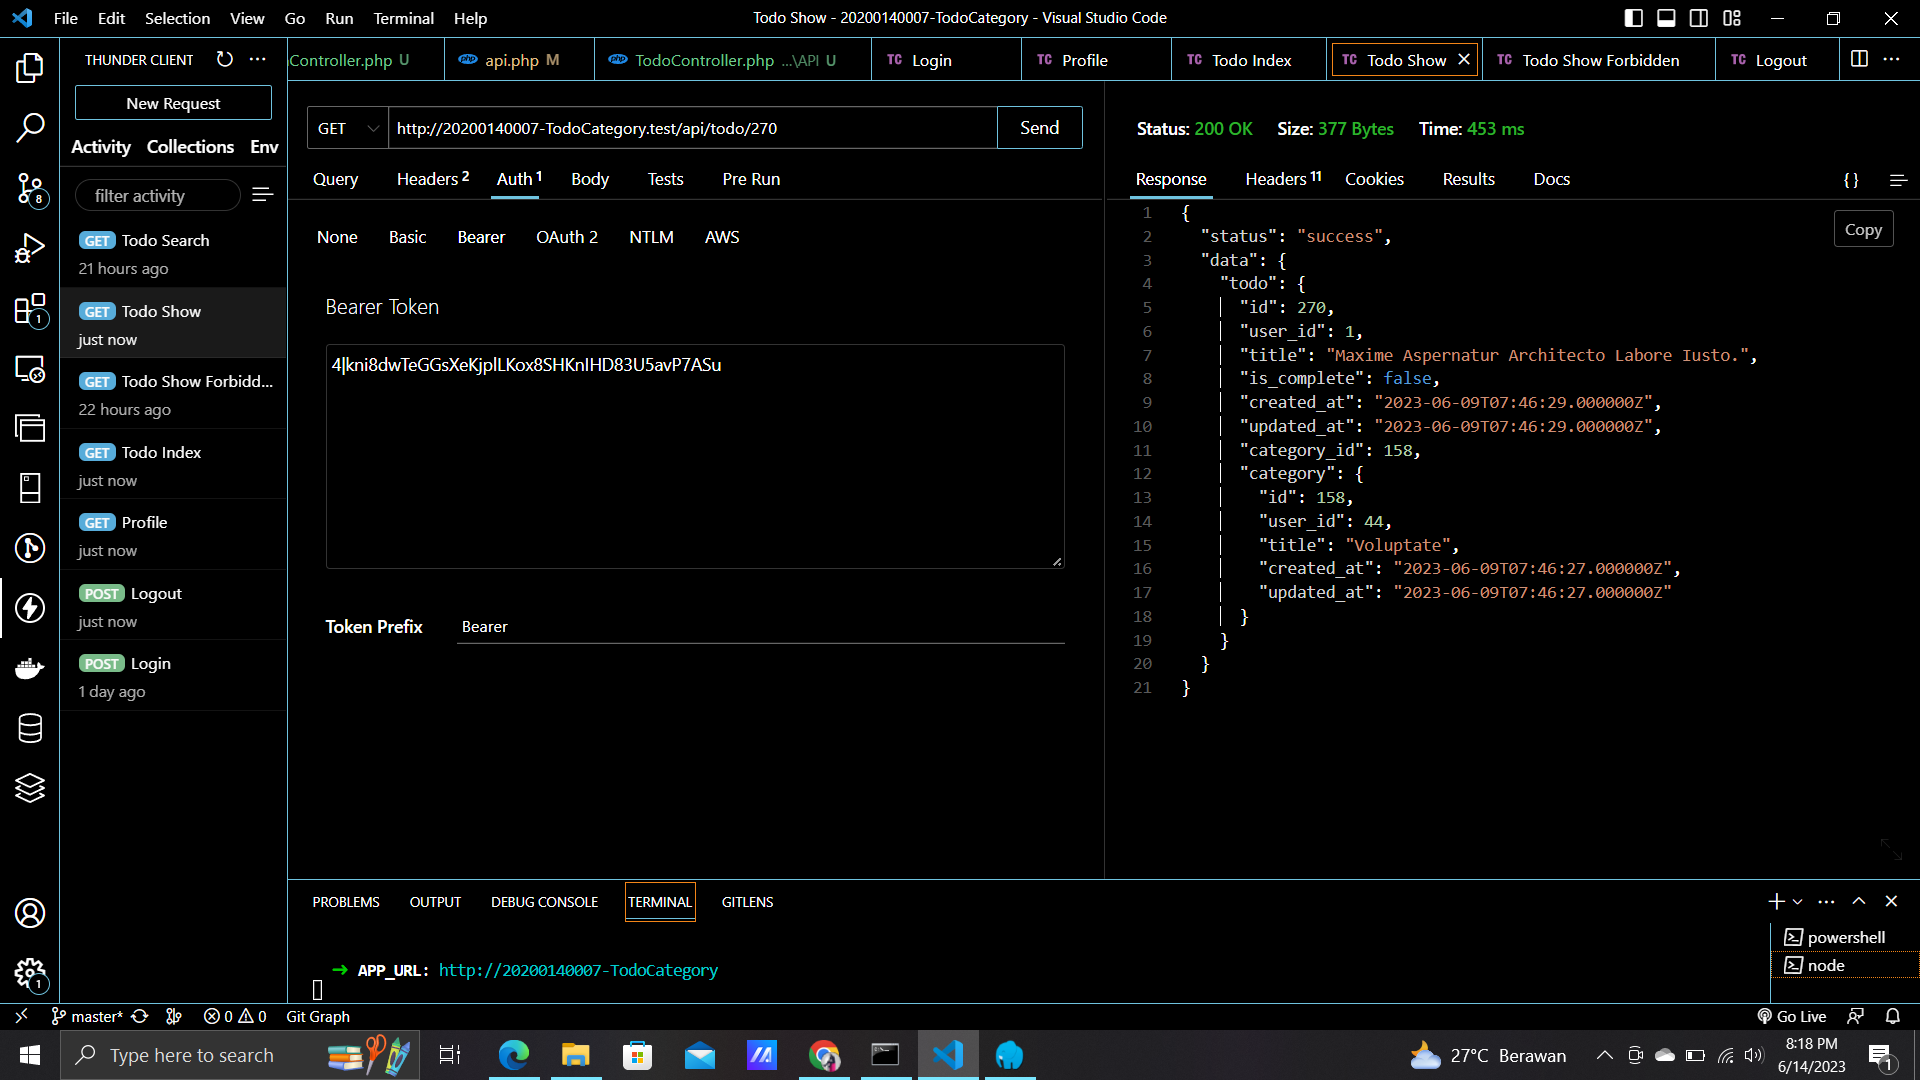 File Edit Selection View Go Run Terminal Help
Todo Show - 20200140007-TodoCategory - Visual Studio Code
THUNDER CLIENT
Controller.php U
api.php M
TodoController.php ...\API U
TC Login
TC Profile
TC Todo Index
TC Todo Show
TC Todo Show Forbidden
TC Logout
New Request
Activity Collections Env
filter activity
GET Todo Search
21 hours ago
GET Todo Show
just now
GET Todo Show Forbidd...
22 hours ago
GET Todo Index
just now
GET Profile
just now
POST Logout
just now
POST Login
1 day ago
8
1
1
GET http://20200140007-TodoCategory.test/api/todo/270 Send
Query Headers 2 Auth 1 Body Tests Pre Run
None Basic Bearer OAuth 2 NTLM AWS
Bearer Token
Token Prefix Bearer
Status: 200 OK Size: 377 Bytes Time: 453 ms
Response Headers 11 Cookies Results Docs { }
Copy
1 {
2 "status": "success",
3 "data": {
4 "todo": {
5 "id": 270,
6 "user_id": 1,
7 "title": "Maxime Aspernatur Architecto Labore Iusto.",
8 "is_complete": false,
9 "created_at": "2023-06-09T07:46:29.000000Z",
10 "updated_at": "2023-06-09T07:46:29.000000Z",
11 "category_id": 158,
12 "category": {
13 "id": 158,
14 "user_id": 44,
15 "title": "Voluptate",
16 "created_at": "2023-06-09T07:46:27.000000Z",
17 "updated_at": "2023-06-09T07:46:27.000000Z"
18 }
19 }
20 }
21 }
PROBLEMS OUTPUT DEBUG CONSOLE TERMINAL GITLENS
→ APP_URL: http://20200140007-TodoCategory
powershell
node
master* 0 0 Git Graph
Go Live
Type here to search
27°C Berawan
8:18 PM
6/14/2023
1